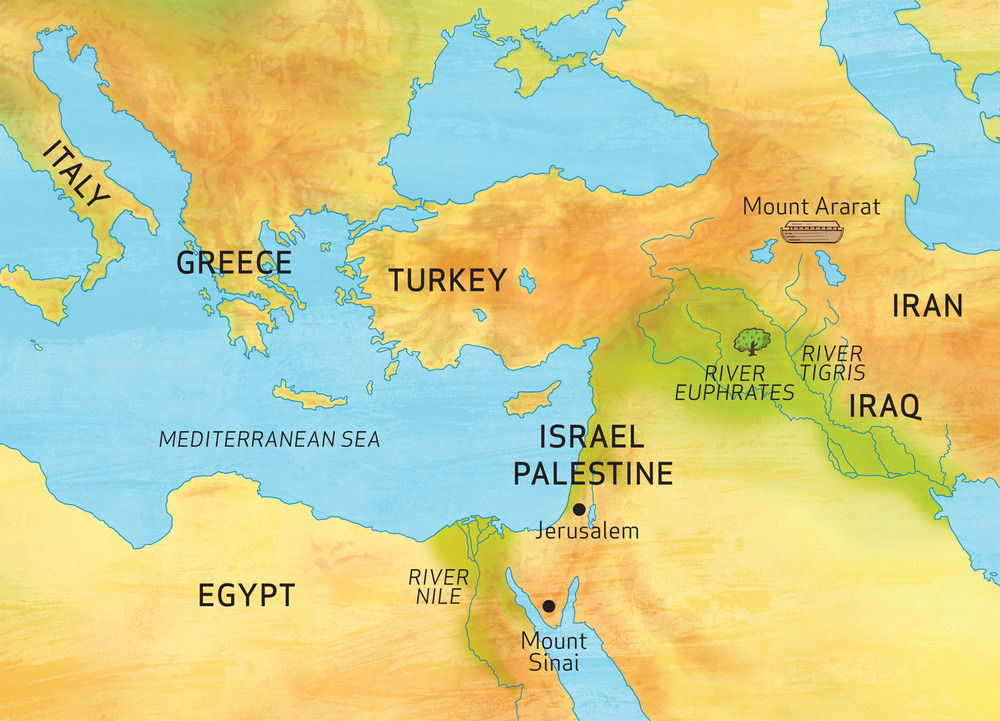 ITALY
GREECE
TURKEY
Mount Ararat
IRAN
RIVER
TIGRIS
RIVER
EUPHRATES
IRAQ
MEDITERRANEAN SEA
ISRAEL
PALESTINE
Jerusalem
EGYPT
RIVER
NILE
Mount
Sinai